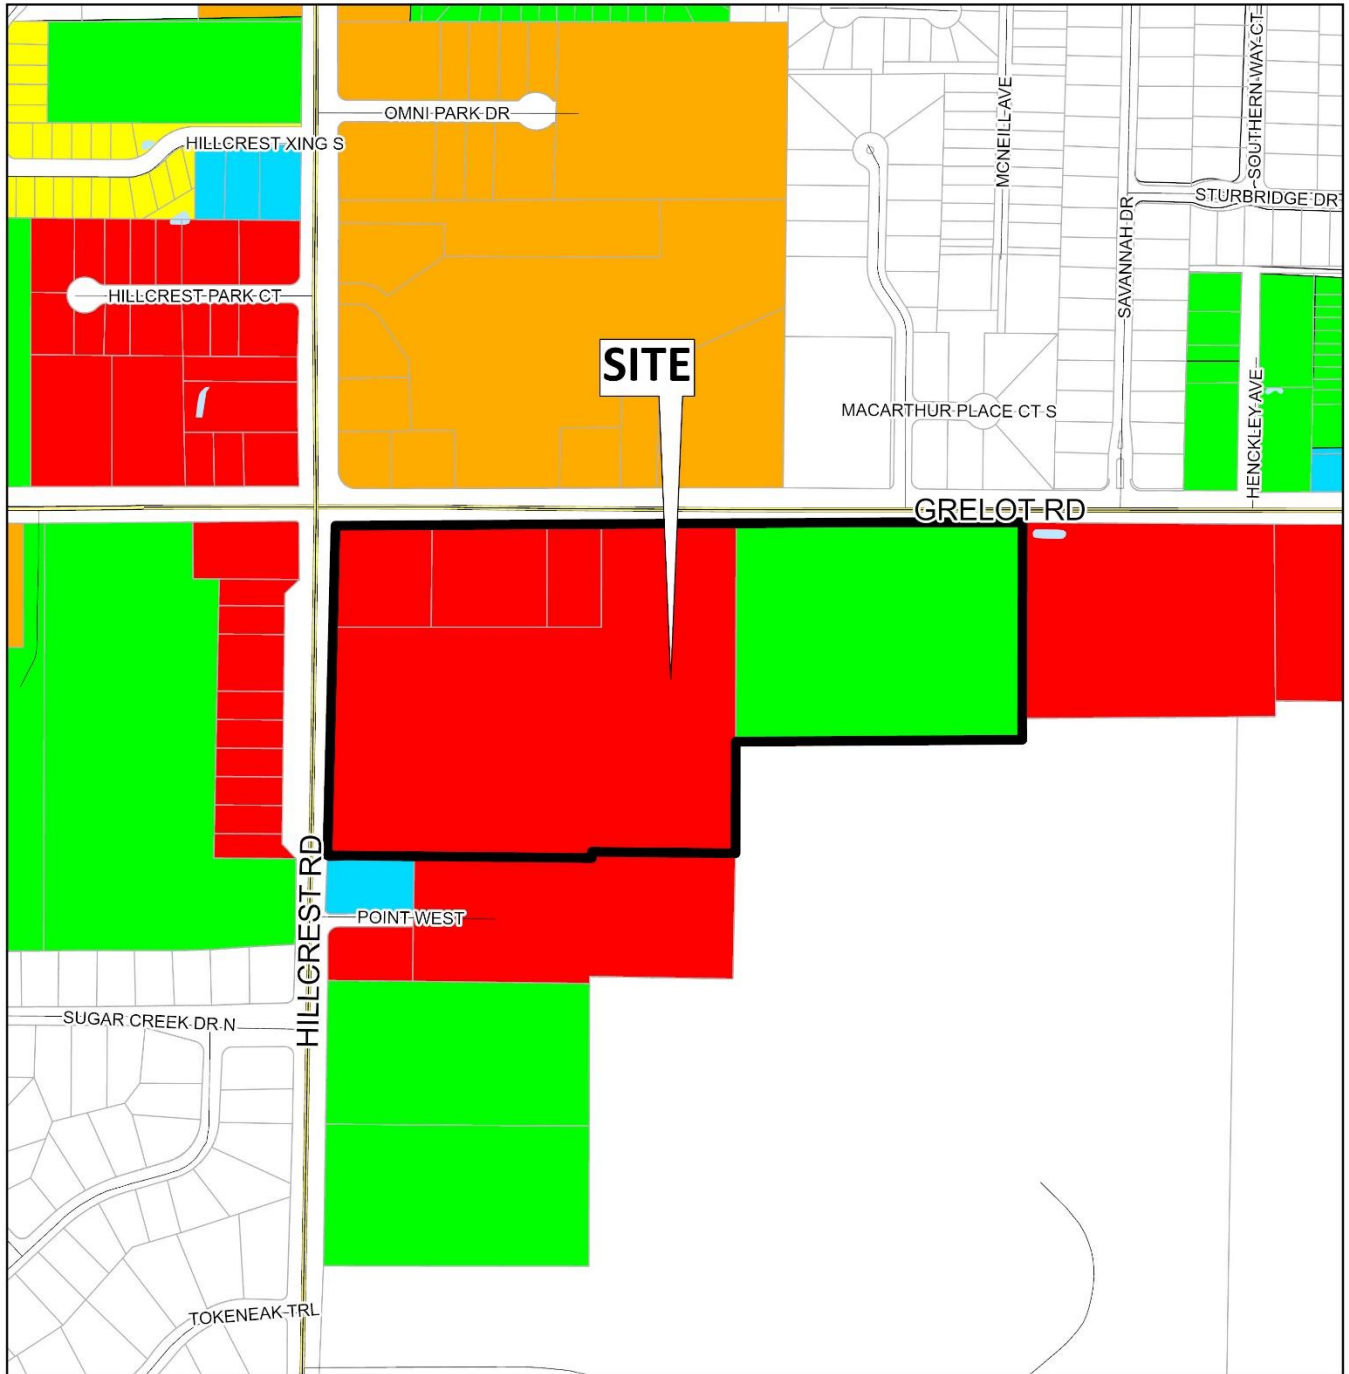 SOUTHERN WAY CT
OMNI PARK DR
MCNEILL AVE
HILLCREST XING S
STURBRIDGE DR
SAVANNAH DR
HILLCREST PARK CT
SITE
HENCKLEY AVE
MACARTHUR PLACE CT S
GRELOT RD
HILLCREST RD
POINT WEST
SUGAR CREEK DR N
TOKENEAK TRL